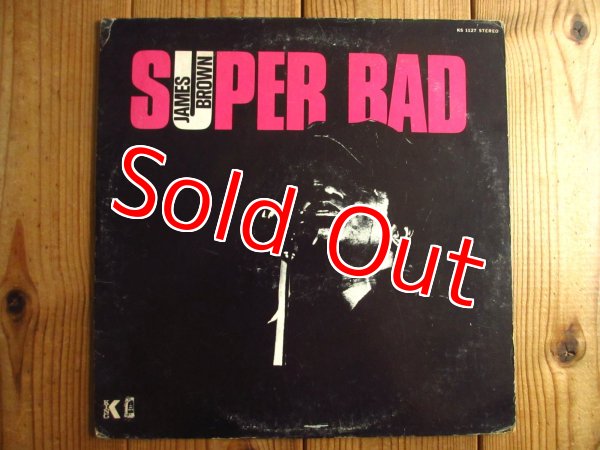 KS 1127 STEREO
SUPER BAD
JAMES
BROWN
Sold Out
K